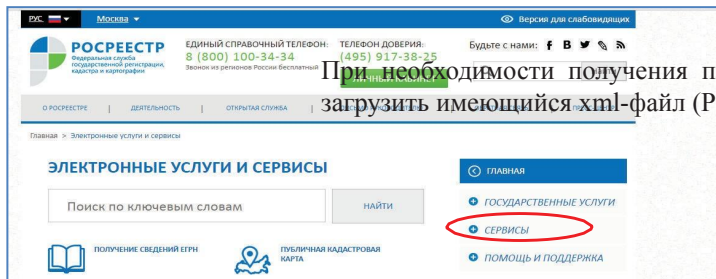 РУС Москва Версия для слабовидящих
РОСРЕЕСТР
Федеральная служба
государственной регистрации,
кадастра и картографии
ЕДИНЫЙ СПРАВОЧНЫЙ ТЕЛЕФОН:
8 (800) 100-34-34
Звонок из регионов России бесплатный
ТЕЛЕФОН ДОВЕРИЯ:
(495) 917-38-25
Будьте с нами:
При необходимости получения п
загрузить имеющийся xml-файл (Р
О РОСРЕЕСТРЕ | ДЕЯТЕЛЬНОСТЬ | ОТКРЫТАЯ СЛУЖБА |
Главная > Электронные услуги и сервисы
ЭЛЕКТРОННЫЕ УСЛУГИ И СЕРВИСЫ
Поиск по ключевым словам НАЙТИ
ПОЛУЧЕНИЕ СВЕДЕНИЙ ЕГРН
ПУБЛИЧНАЯ КАДАСТРОВАЯ
КАРТА
ГЛАВНАЯ
ГОСУДАРСТВЕННЫЕ УСЛУГИ
СЕРВИСЫ
ПОМОЩЬ И ПОДДЕРЖКА